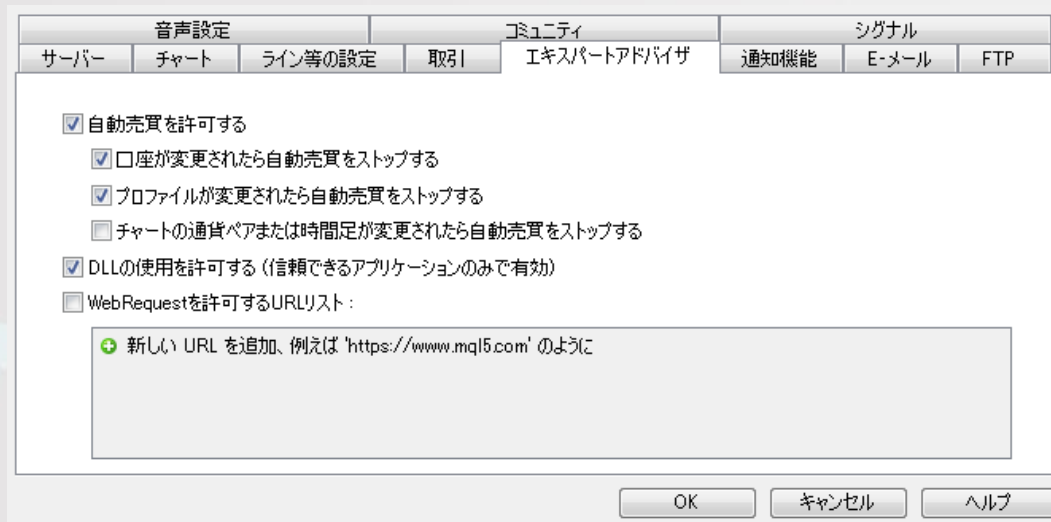 音声設定 コミュニティ シグナル
サーバー チャート ライン等の設定 取引 エキスパートアドバイザ 通知機能 E-メール FTP
自動売買を許可する
口座が変更されたら自動売買をストップする
プロファイルが変更されたら自動売買をストップする
チャートの通貨ペアまたは時間足が変更されたら自動売買をストップする
DLLの使用を許可する (信頼できるアプリケーションのみで有効)
WebRequestを許可するURLリスト:
新しい URL を追加、例えば 'https://www.mql5.com' のように
OK キャンセル ヘルプ